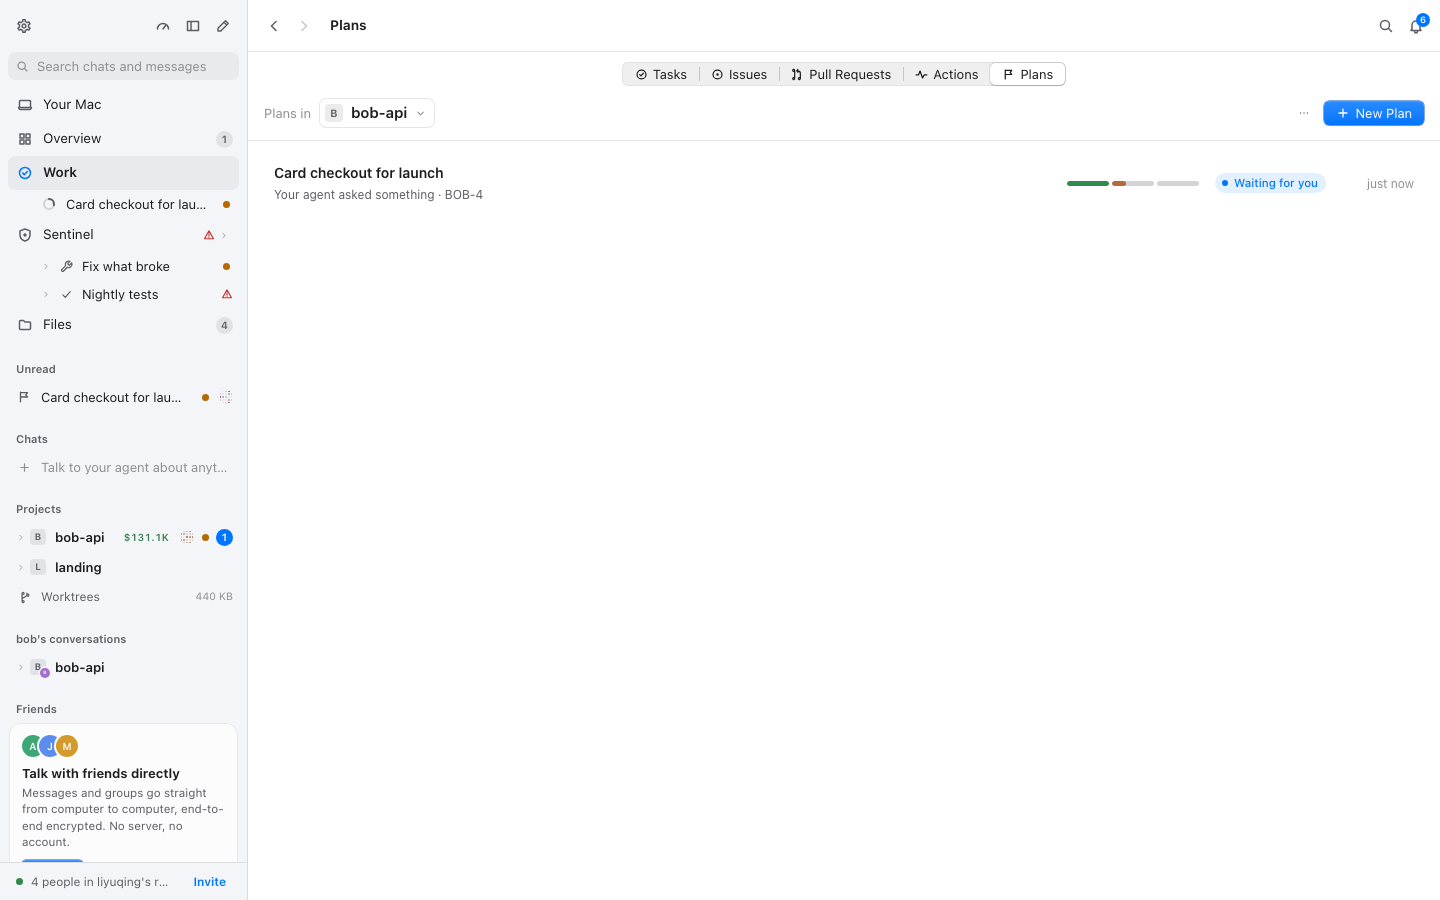 Plans
6
Search chats and messages
Your Mac
Overview
1
Work
Card checkout for lau...
Sentinel
Fix what broke
Nightly tests
Files
4
Unread
Card checkout for lau...
Chats
Talk to your agent about anyt...
Projects
B bob-api $131.1K 1
L landing
Worktrees 440 KB
bob's conversations
B bob-api
Friends
A J M
Talk with friends directly
Messages and groups go straight
from computer to computer, end-to-
end encrypted. No server, no
account.
4 people in liyuqing's r... Invite
Tasks Issues Pull Requests Actions Plans
Plans in B bob-api ... + New Plan
Card checkout for launch
Your agent asked something · BOB-4
Waiting for you just now